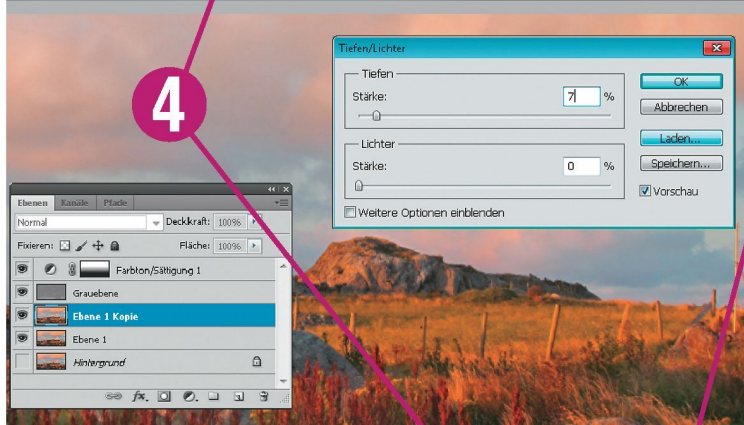 4
Tiefen/Lichter
Tiefen
Stärke: 7 %
Lichter
Stärke: 0 %
Weitere Optionen einblenden
OK
Abbrechen
Laden...
Speichern...
Vorschau
Ebenen Kanäle Pfade
Normal Deckkraft: 100%
Fixieren: Fläche: 100%
Farbton/Sättigung 1
Grauebene
Ebene 1 Kopie
Ebene 1
Hintergrund
fx.